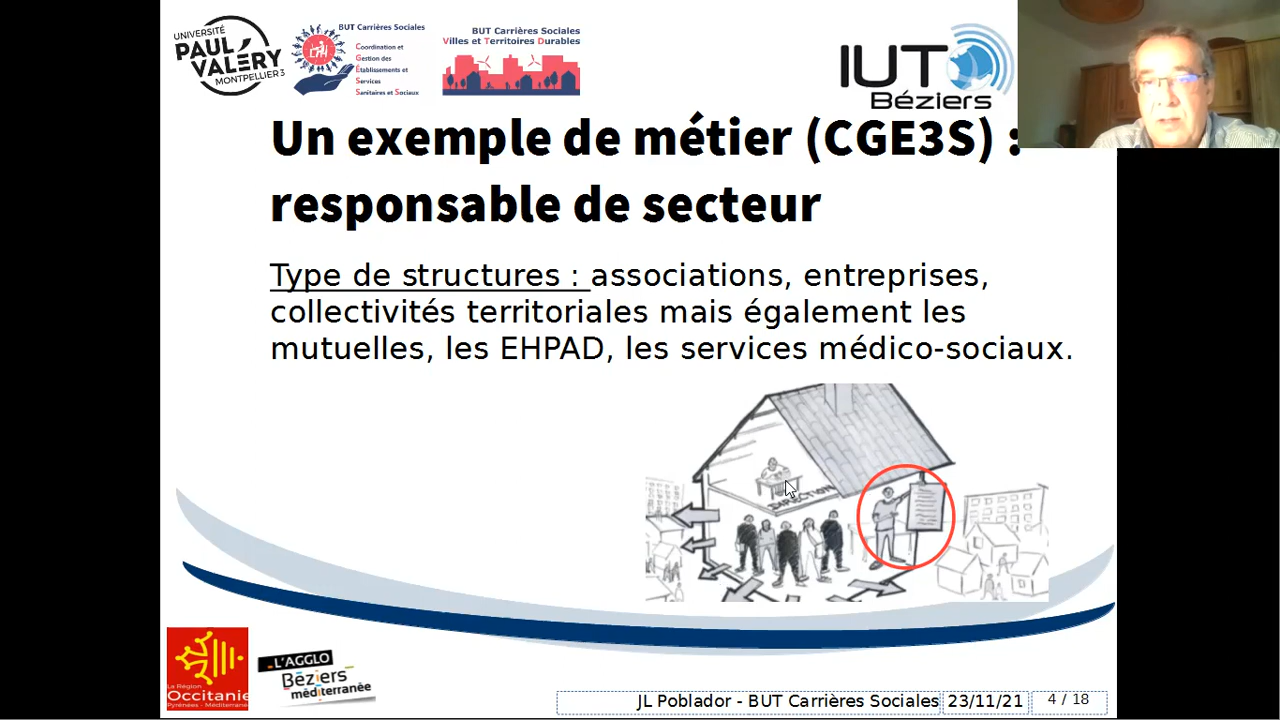 UNIVERSITÉ
PAUL
VALÉRY
MONTPELLIER 3
BUT Carrières Sociales
Coordination et
Gestion des
Établissements et
Services
Sanitaires et Sociaux
BUT Carrières Sociales
Villes et Territoires Durables
IUT
Béziers
Un exemple de métier (CGE3S) :
responsable de secteur
Type de structures : associations, entreprises,
collectivités territoriales mais également les
mutuelles, les EHPAD, les services médico-sociaux.
DIRECTION
La Région
Occitanie
Pyrénées - Méditerranée
L'AGGLO
Béziers
méditerranée
JL Poblador - BUT Carrières Sociales 23/11/21 4 / 18